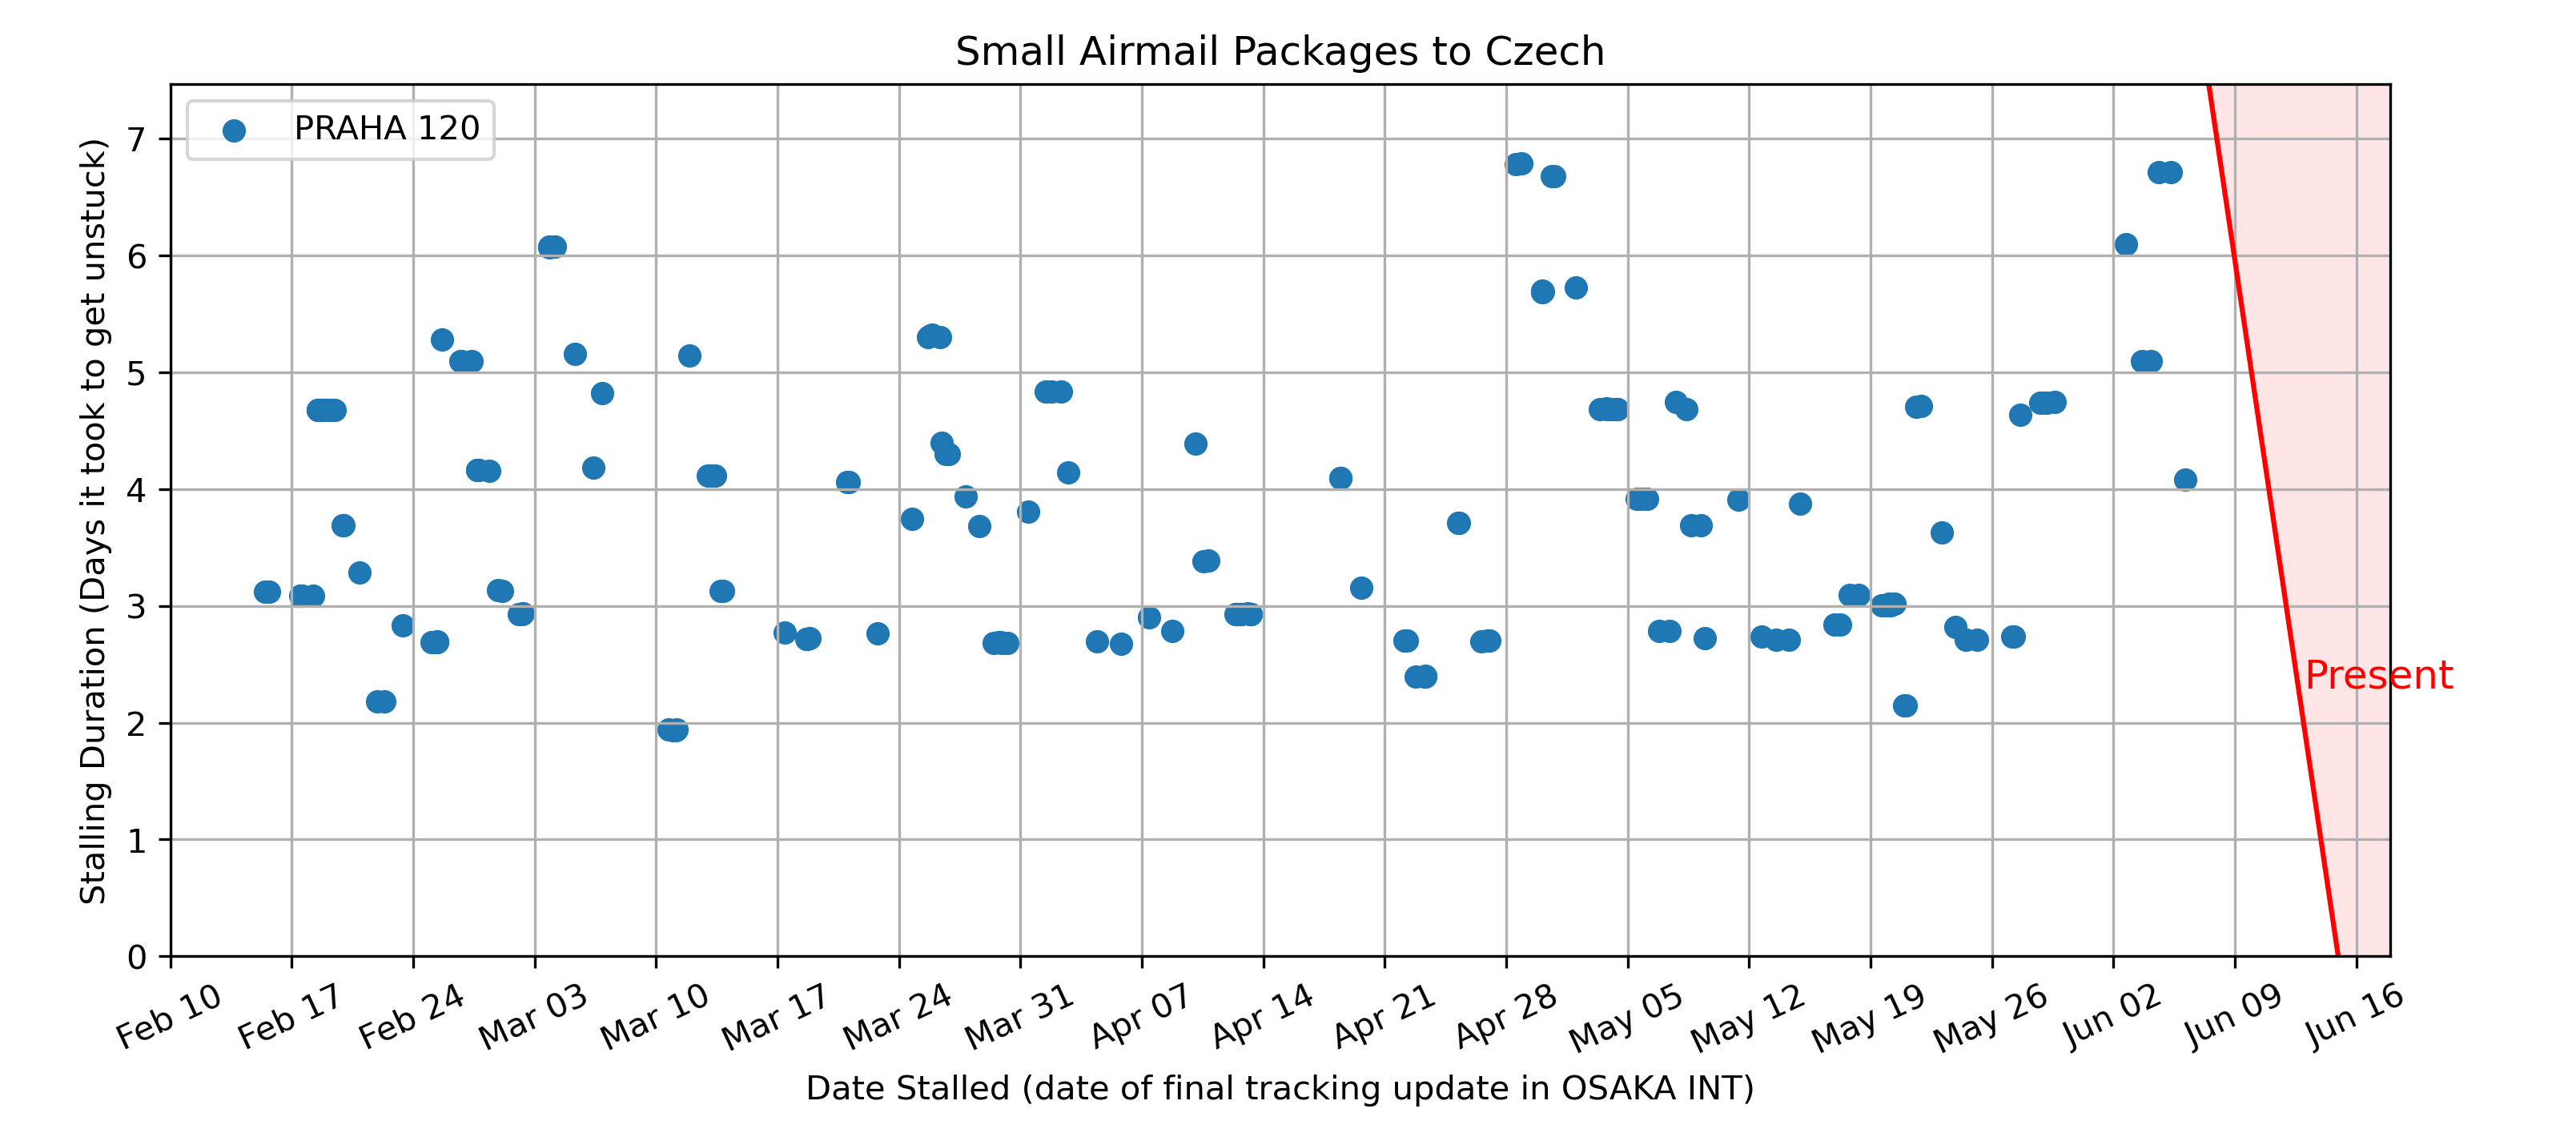 Small Airmail Packages to Czech
PRAHA 120
Stalling Duration (Days it took to get unstuck)
7
6
5
4
3
2
1
0
Present
Feb 10
Feb 17
Feb 24
Mar 03
Mar 10
Mar 17
Mar 24
Mar 31
Apr 07
Apr 14
Apr 21
Apr 28
May 05
May 12
May 19
May 26
Jun 02
Jun 09
Jun 16
Date Stalled (date of final tracking update in OSAKA INT)